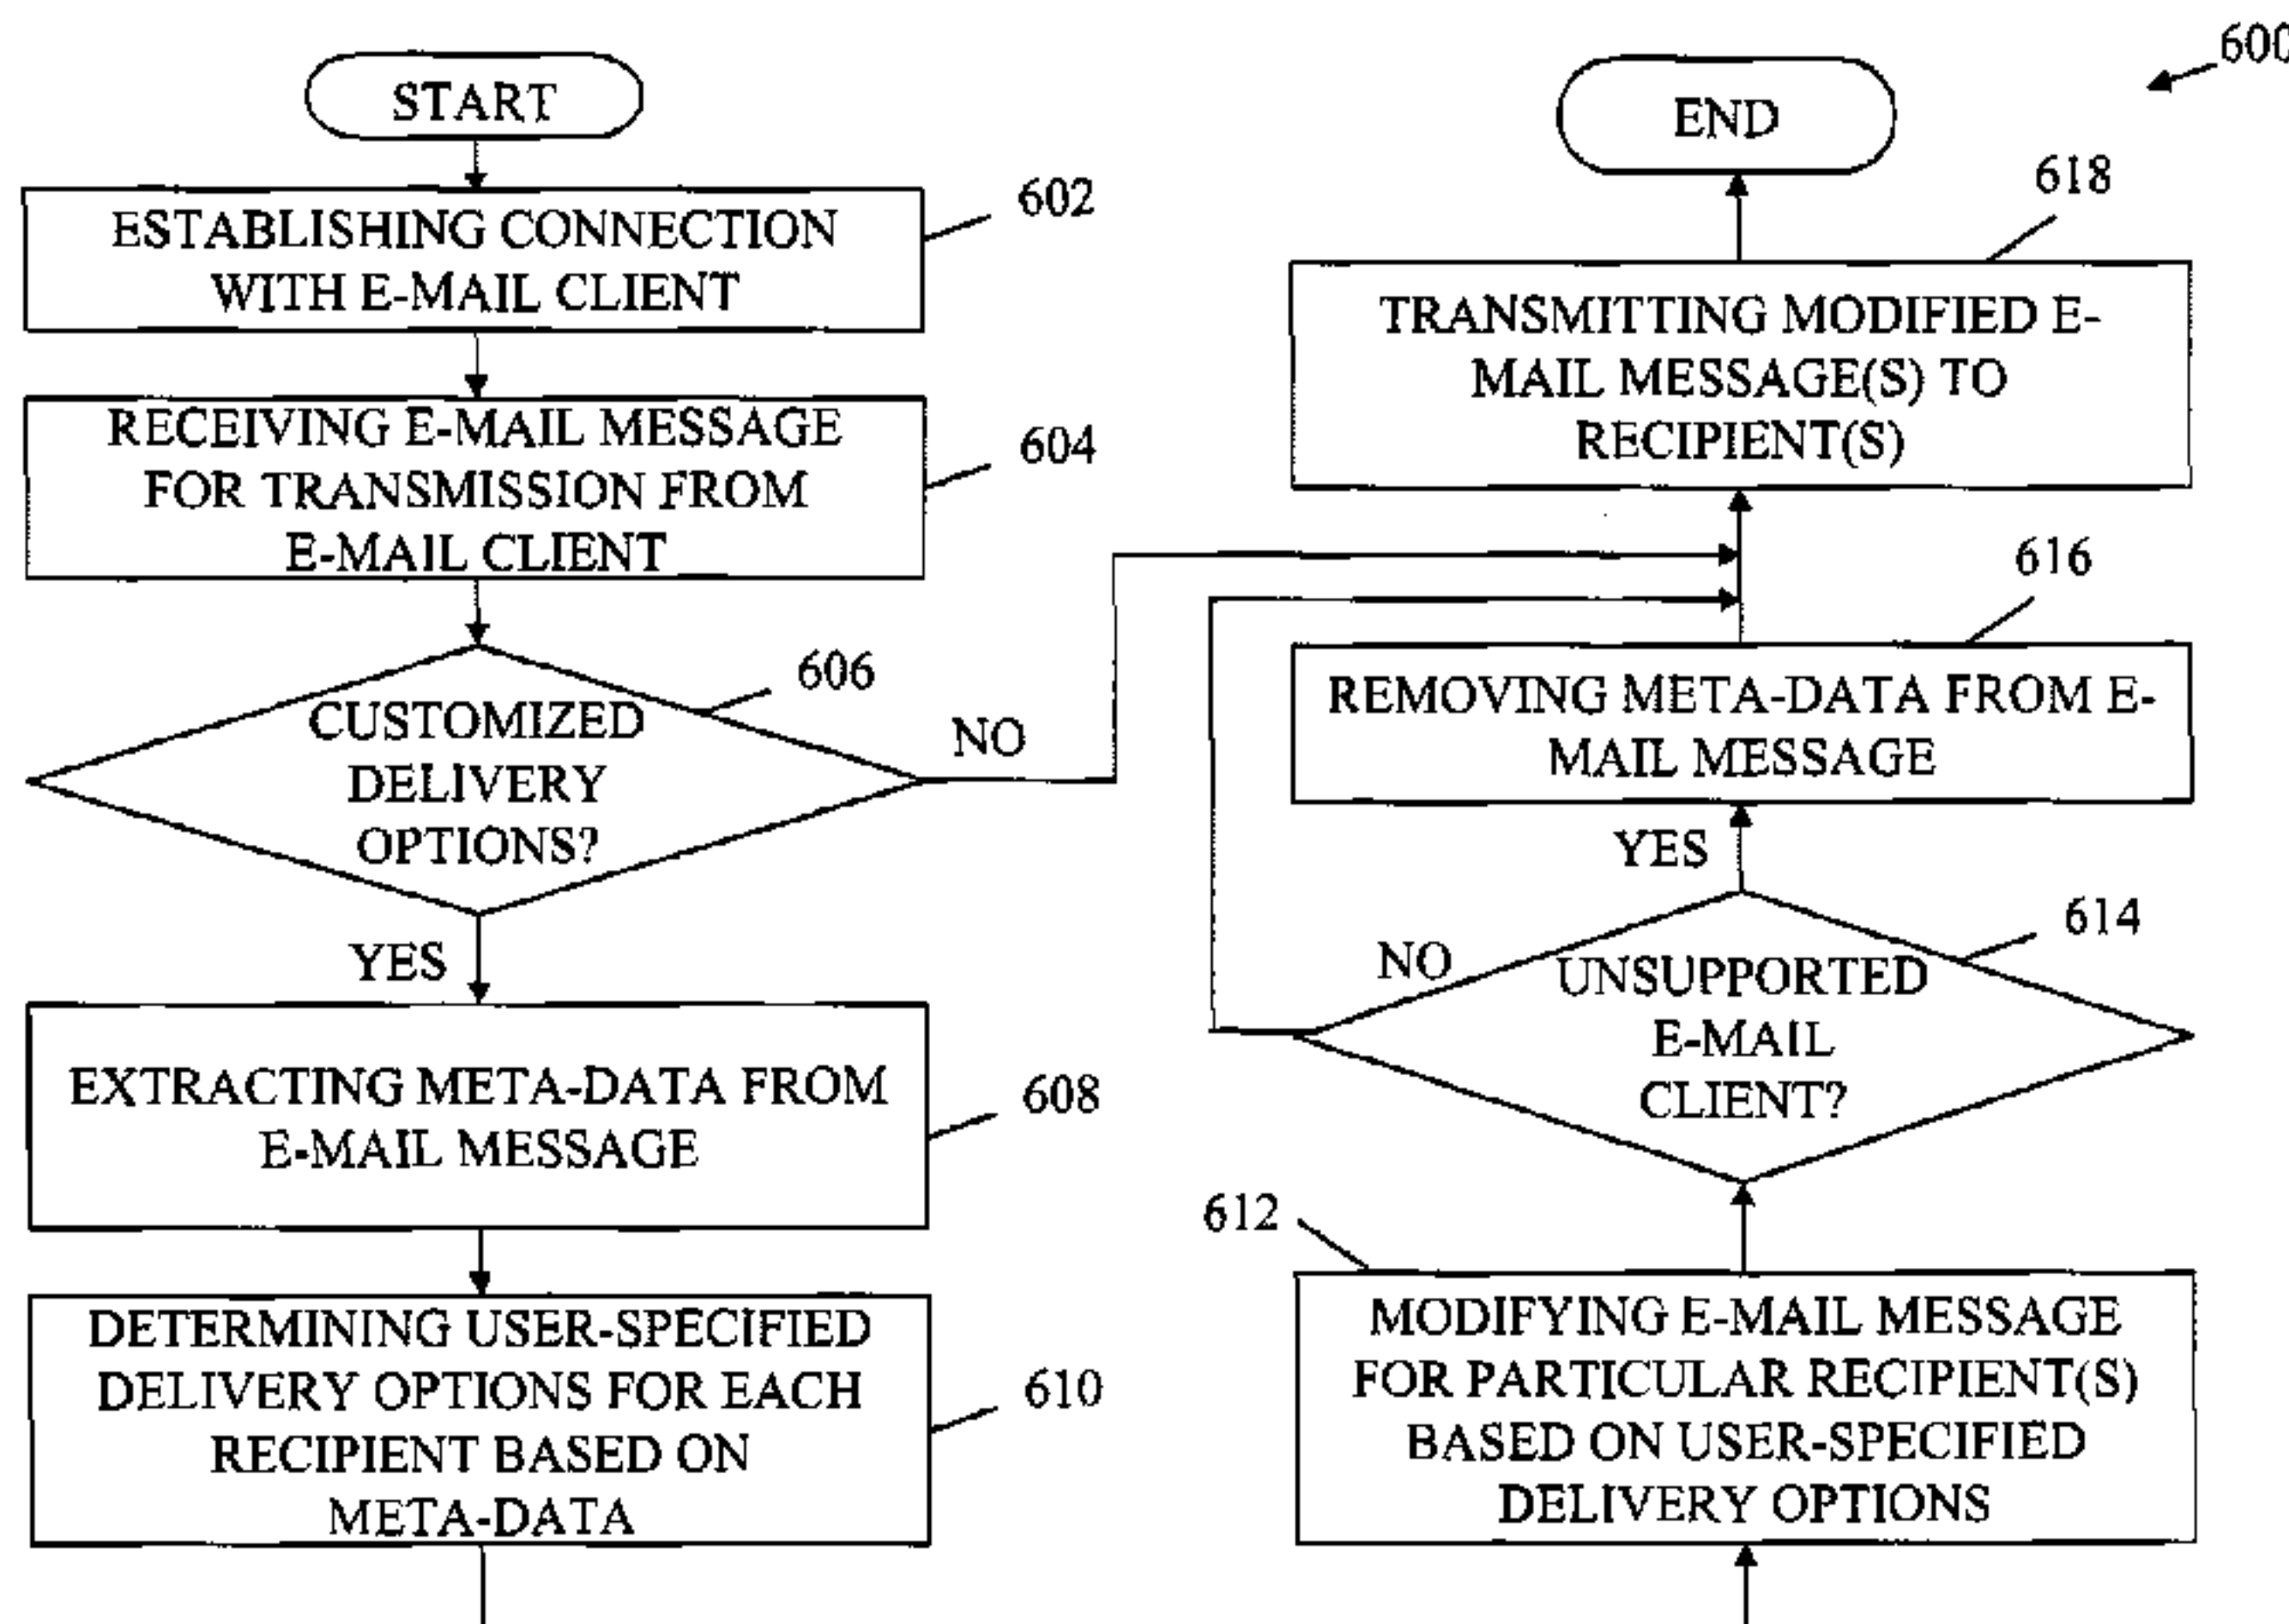 START
ESTABLISHING CONNECTION
WITH E-MAIL CLIENT
602
RECEIVING E-MAIL MESSAGE
FOR TRANSMISSION FROM
E-MAIL CLIENT
604
CUSTOMIZED
DELIVERY
OPTIONS?
606
NO
YES
EXTRACTING META-DATA FROM
E-MAIL MESSAGE
608
DETERMINING USER-SPECIFIED
DELIVERY OPTIONS FOR EACH
RECIPIENT BASED ON
META-DATA
610
600
END
618
TRANSMITTING MODIFIED E-
MAIL MESSAGE(S) TO
RECIPIENT(S)
616
REMOVING META-DATA FROM E-
MAIL MESSAGE
YES
614
NO
UNSUPPORTED
E-MAIL
CLIENT?
612
MODIFYING E-MAIL MESSAGE
FOR PARTICULAR RECIPIENT(S)
BASED ON USER-SPECIFIED
DELIVERY OPTIONS